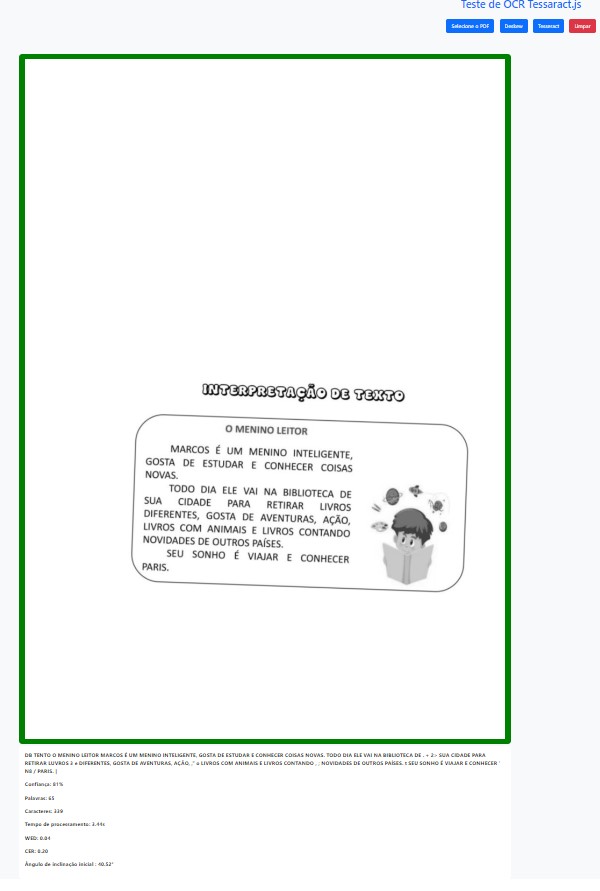 Teste de OCR Tessaract.js
Selecione o PDF
Deskew
Tesseract
Limpar
INTERPRETAÇÃO DE TEXTO
O MENINO LEITOR
MARCOS É UM MENINO INTELIGENTE,
GOSTA DE ESTUDAR E CONHECER COISAS
NOVAS.
TODO DIA ELE VAI NA BIBLIOTECA DE
SUA CIDADE PARA RETIRAR LIVROS
DIFERENTES, GOSTA DE AVENTURAS, AÇÃO,
LIVROS COM ANIMAIS E LIVROS CONTANDO
NOVIDADES DE OUTROS PAÍSES.
SEU SONHO É VIAJAR E CONHECER
PARIS.
DB TENTO O MENINO LEITOR MARCOS É UM MENINO INTELIGENTE, GOSTA DE ESTUDAR E CONHECER COISAS NOVAS. TODO DIA ELE VAI NA BIBLIOTECA DE . + 2:- SUA CIDADE PARA
RETIRAR LUVROS 3 é DIFERENTES, GOSTA DE AVENTURAS, AÇÃO, ;" o LIVROS COM ANIMAIS E LIVROS CONTANDO , ; NOVIDADES DE OUTROS PAÍSES. t SEU SONHO É VIAJAR E CONHECER '
N8 / PARIS. |
Confiança: 81%
Palavras: 65
Caracteres: 339
Tempo de processamento: 3.44s
WED: 0.04
CER: 0.20
Ângulo de inclinação inicial : 40.52°